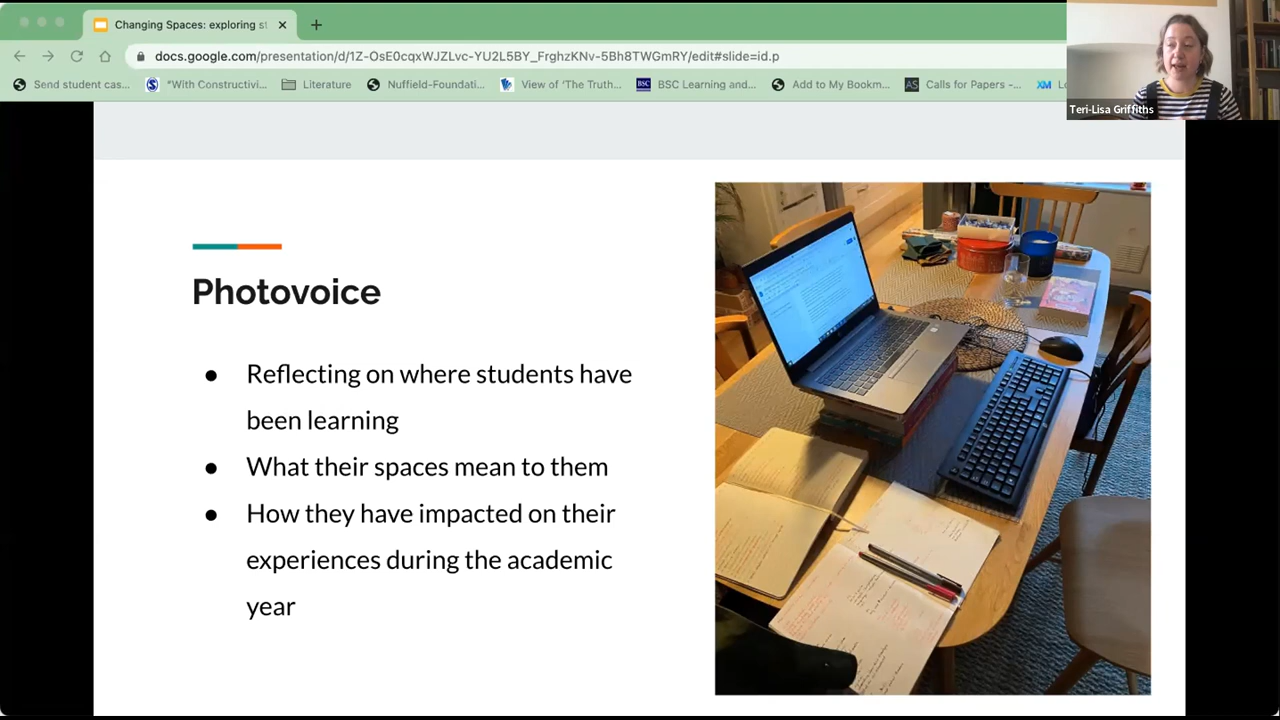 Changing Spaces: exploring st
docs.google.com/presentation/d/1Z-OsE0cqxWJZLvc-YU2L5BY_FrghzKNv-5Bh8TWGmRY/edit#slide=id.p
Send student cas...
"With Constructivi...
Literature
Nuffield-Foundati...
View of 'The Truth...
BSC
BSC Learning and...
Add to My Bookm...
AS
Calls for Papers -...
XM
Teri-Lisa Griffiths
Photovoice
● Reflecting on where students have
been learning
● What their spaces mean to them
● How they have impacted on their
experiences during the academic
year